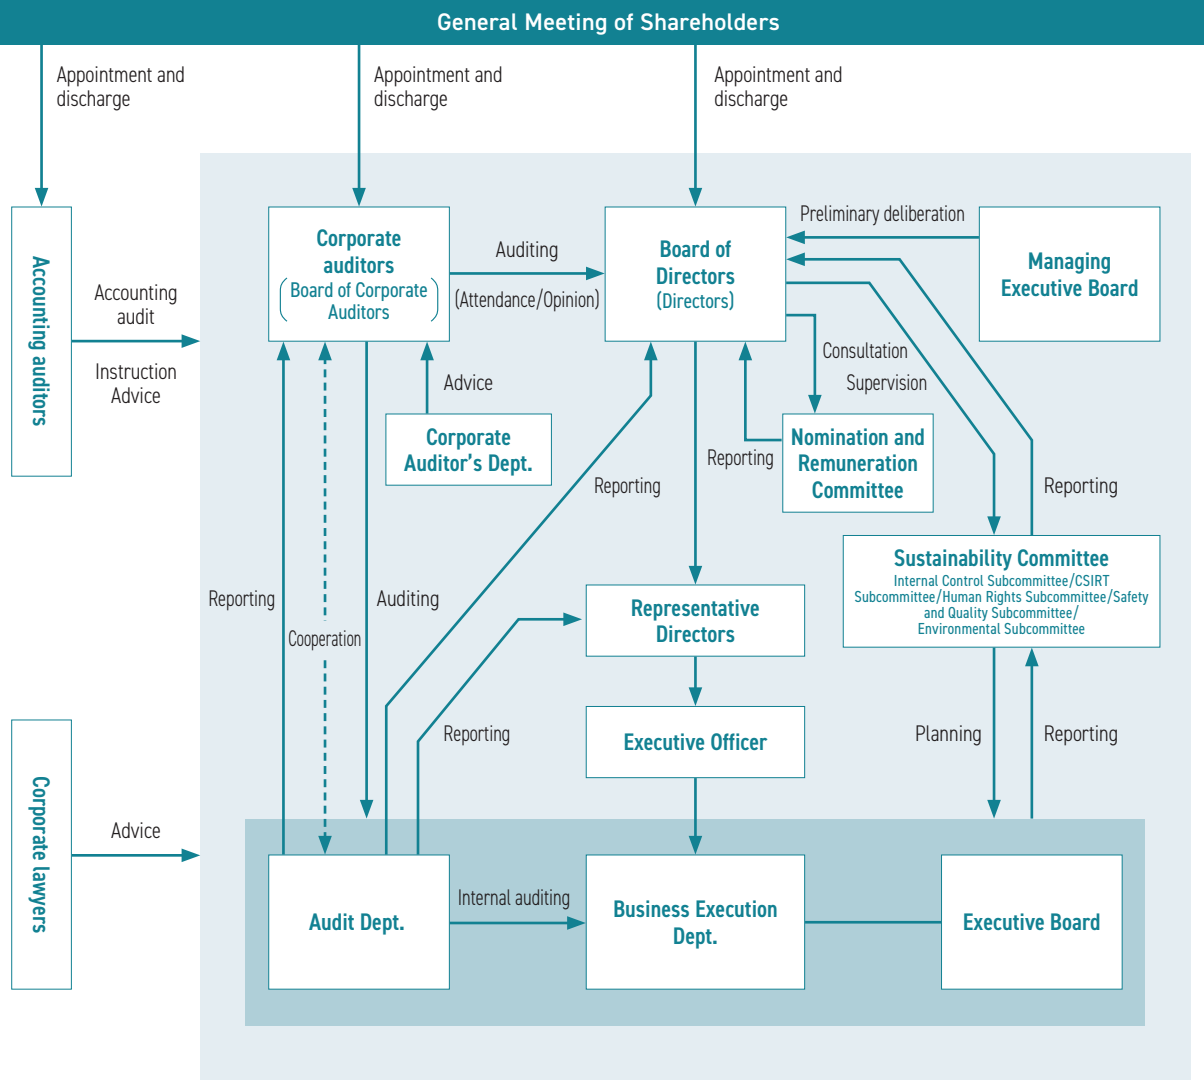 General Meeting of Shareholders
Appointment and
discharge
Appointment and
discharge
Appointment and
discharge
Accounting auditors
Accounting
audit
Instruction
Advice
Corporate
auditors
(Board of Corporate
Auditors)
Auditing
(Attendance/Opinion)
Board of
Directors
(Directors)
Preliminary deliberation
Managing
Executive Board
Consultation
Supervision
Advice
Corporate
Auditor's Dept.
Reporting
Reporting
Nomination and
Remuneration
Committee
Reporting
Sustainability Committee
Internal Control Subcommittee/CSIRT
Subcommittee/Human Rights Subcommittee/Safety
and Quality Subcommittee/
Environmental Subcommittee
Reporting
Cooperation
Auditing
Representative
Directors
Reporting
Executive Officer
Planning
Reporting
Corporate lawyers
Advice
Audit Dept.
Internal auditing
Business Execution
Dept.
Executive Board